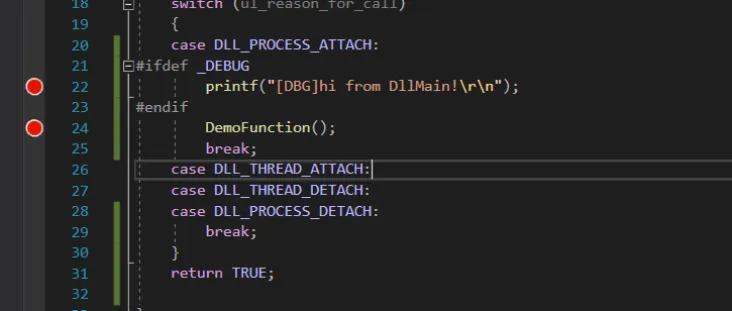 18 switch (ul_reason_for_call)
19 {
20 case DLL_PROCESS_ATTACH:
21 #ifdef _DEBUG
22 printf("[DBG]hi from DllMain!\r\n");
23 #endif
24 DemoFunction();
25 break;
26 case DLL_THREAD_ATTACH:
27 case DLL_THREAD_DETACH:
28 case DLL_PROCESS_DETACH:
29 break;
30 }
31 return TRUE;
32